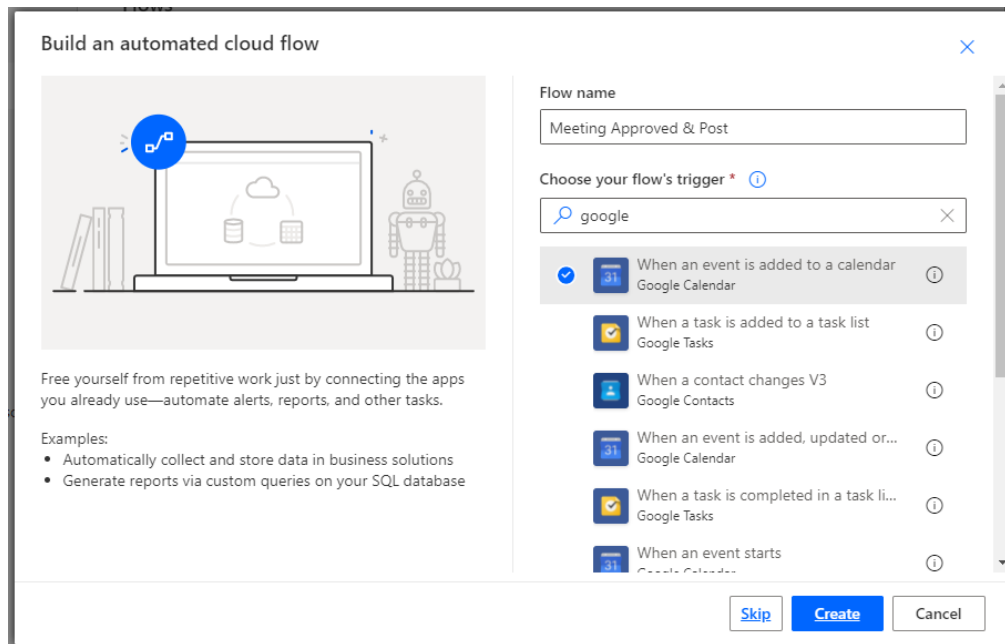 Build an automated cloud flow
Free yourself from repetitive work just by connecting the apps
you already use—automate alerts, reports, and other tasks.
Examples:
• Automatically collect and store data in business solutions
• Generate reports via custom queries on your SQL database
Flow name
Meeting Approved & Post
Choose your flow's trigger *
google
31
When an event is added to a calendar
Google Calendar
When a task is added to a task list
Google Tasks
When a contact changes V3
Google Contacts
31
When an event is added, updated or...
Google Calendar
When a task is completed in a task li...
Google Tasks
31
When an event starts
Google Calendar
Skip
Create
Cancel